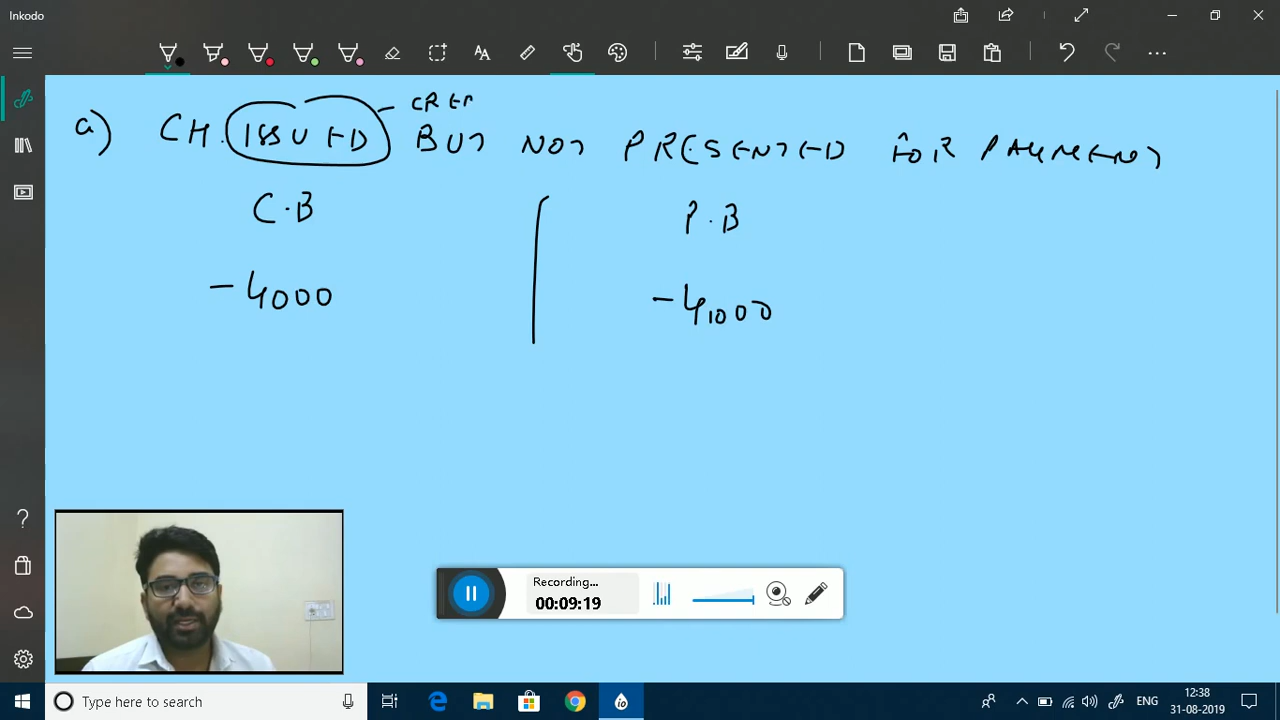 Inkodo
CRED
a) CH. ISSUED BUT NOT PRESENTED FOR PAYMENT
C.B P.B
-4000 -4000
Recording...
00:09:19
Type here to search
ENG
12:38
31-08-2019